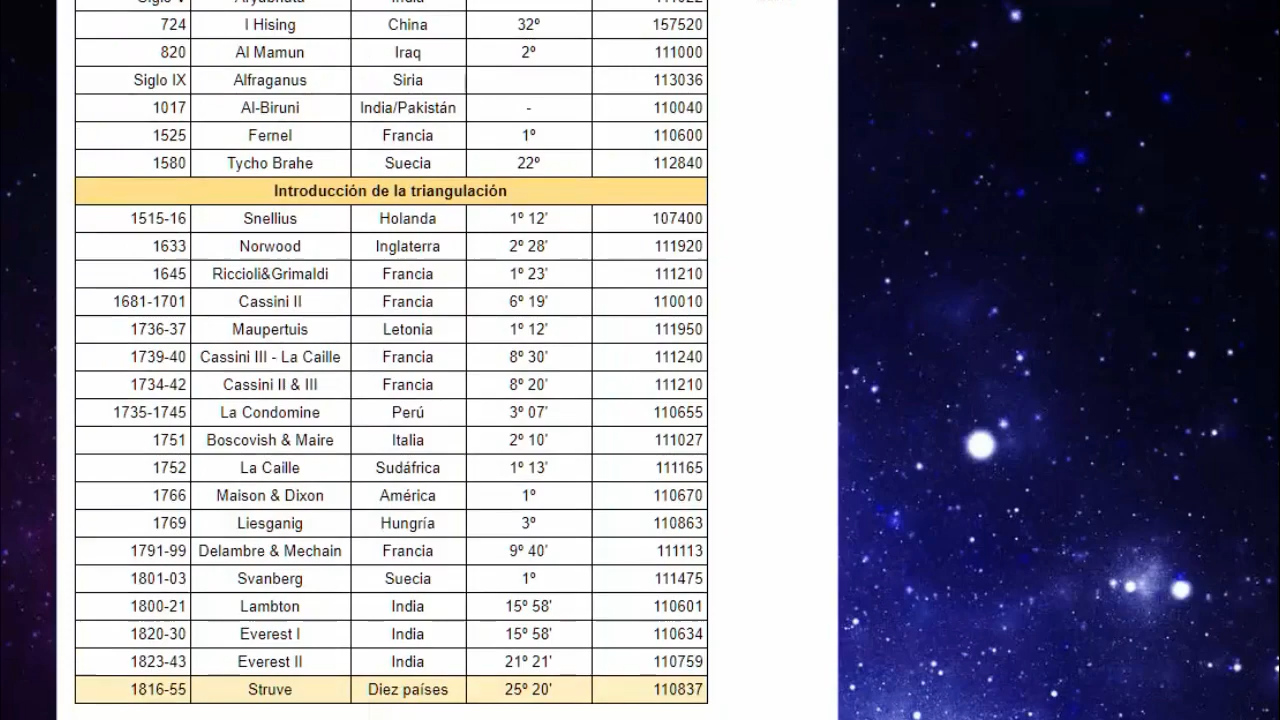 724 I Hising China 32º 157520
820 Al Mamun Iraq 2º 111000
Siglo IX Alfraganus Siria 113036
1017 Al-Biruni India/Pakistán - 110040
1525 Fernel Francia 1º 110600
1580 Tycho Brahe Suecia 22º 112840
Introducción de la triangulación
1515-16 Snellius Holanda 1º 12' 107400
1633 Norwood Inglaterra 2º 28' 111920
1645 Riccioli&Grimaldi Francia 1º 23' 111210
1681-1701 Cassini II Francia 6º 19' 110010
1736-37 Maupertuis Letonia 1º 12' 111950
1739-40 Cassini III - La Caille Francia 8º 30' 111240
1734-42 Cassini II & III Francia 8º 20' 111210
1735-1745 La Condomine Perú 3º 07' 110655
1751 Boscovish & Maire Italia 2º 10' 111027
1752 La Caille Sudáfrica 1º 13' 111165
1766 Maison & Dixon América 1º 110670
1769 Liesganig Hungría 3º 110863
1791-99 Delambre & Mechain Francia 9º 40' 111113
1801-03 Svanberg Suecia 1º 111475
1800-21 Lambton India 15º 58' 110601
1820-30 Everest I India 15º 58' 110634
1823-43 Everest II India 21º 21' 110759
1816-55 Struve Diez países 25º 20' 110837